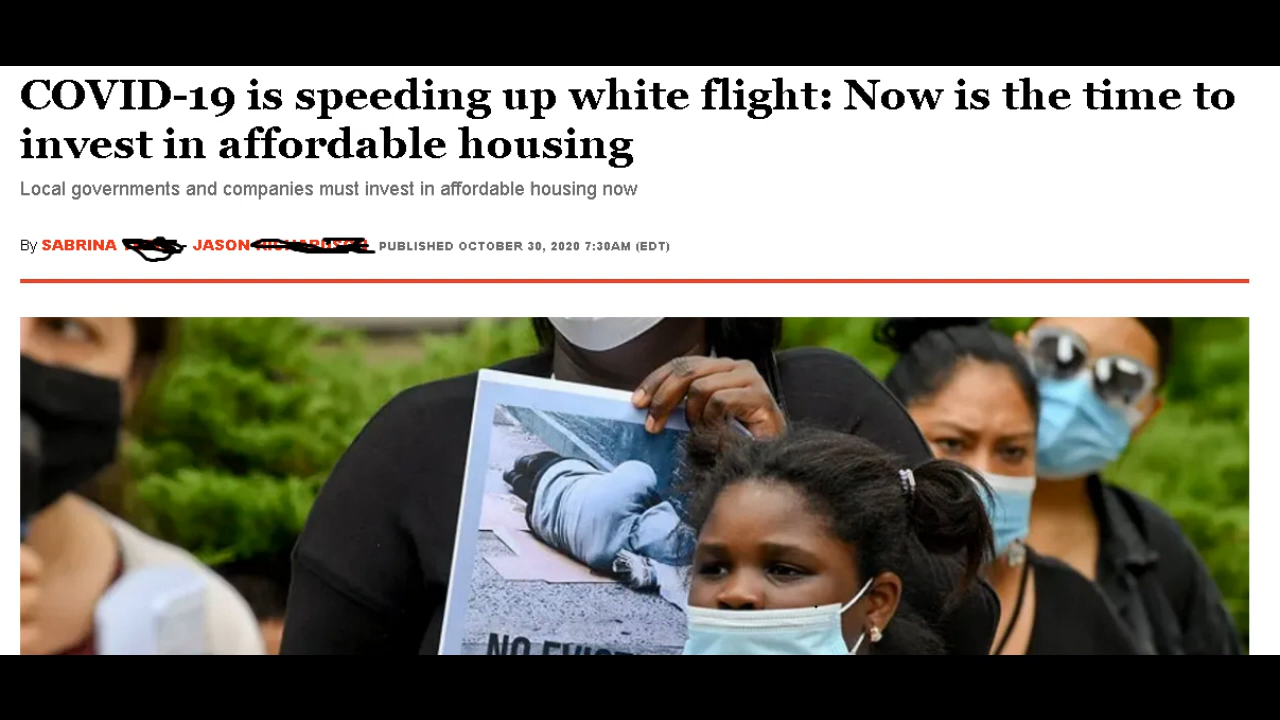 COVID-19 is speeding up white flight: Now is the time to
invest in affordable housing
Local governments and companies must invest in affordable housing now
By SABRINA JASON PUBLISHED OCTOBER 30, 2020 7:30AM (EDT)
NO